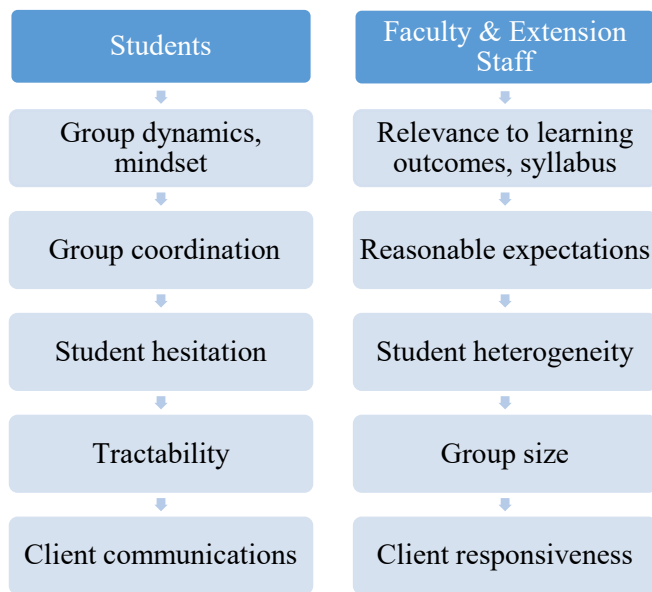 Students
Group dynamics,
mindset
Group coordination
Student hesitation
Tractability
Client communications
Faculty & Extension
Staff
Relevance to learning
outcomes, syllabus
Reasonable expectations
Student heterogeneity
Group size
Client responsiveness